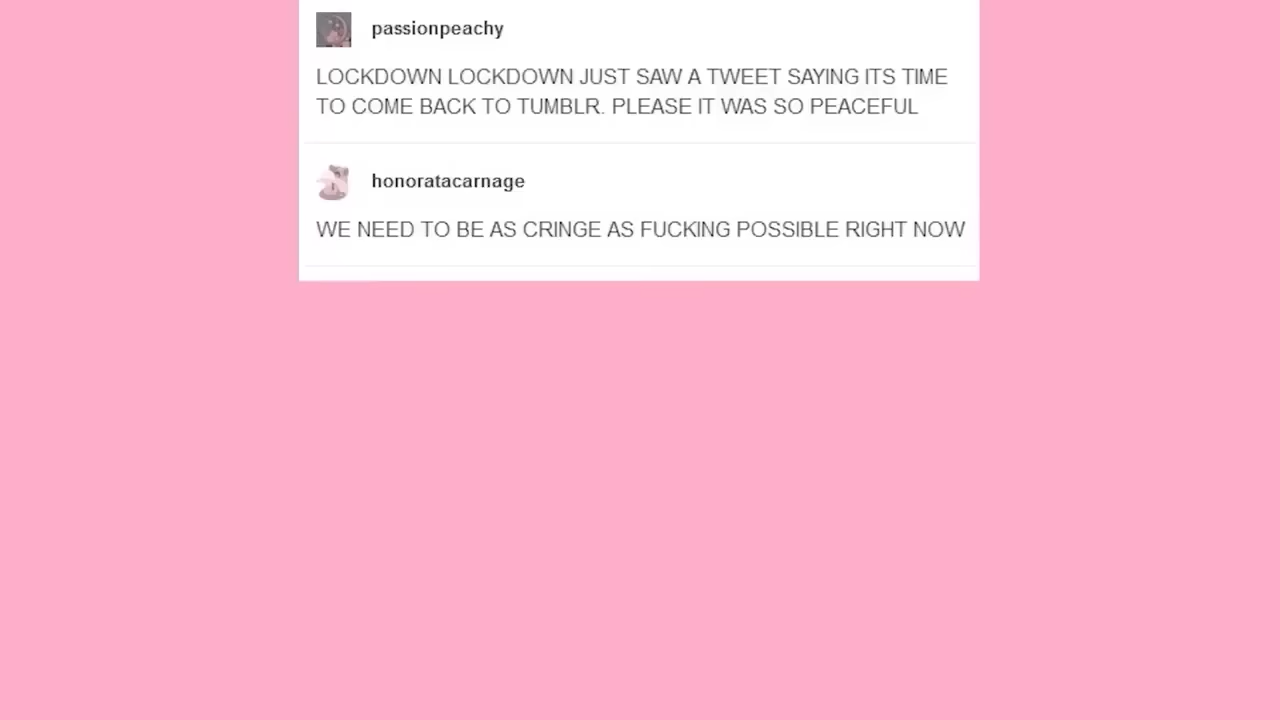 passionpeachy
LOCKDOWN LOCKDOWN JUST SAW A TWEET SAYING ITS TIME
TO COME BACK TO TUMBLR. PLEASE IT WAS SO PEACEFUL
honoratacarnage
WE NEED TO BE AS CRINGE AS FUCKING POSSIBLE RIGHT NOW